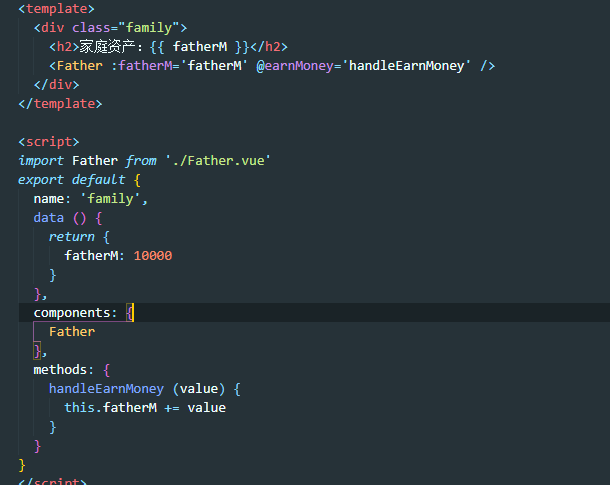 <template>
<div class="family">
<h2>家庭资产：{{ fatherM }}</h2>
<Father :fatherM='fatherM' @earnMoney='handleEarnMoney' />
</div>
</template>
<script>
import Father from './Father.vue'
export default {
name: 'family',
data () {
return {
fatherM: 10000
}
},
components: {
Father
},
methods: {
handleEarnMoney (value) {
this.fatherM += value
}
}
}
</script>